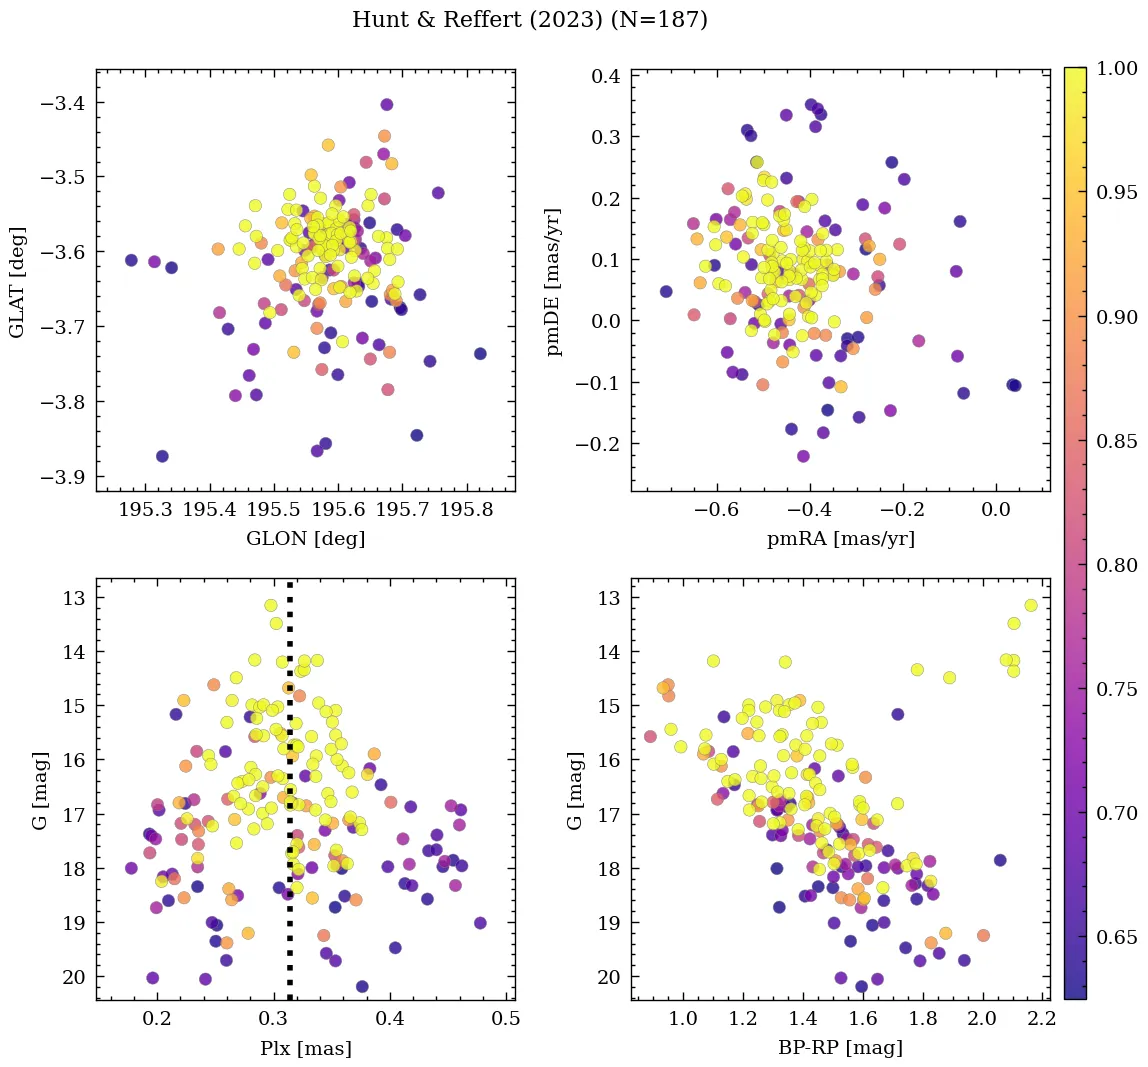 Hunt & Reffert (2023) (N=187)
−3.4
−3.5
−3.6
−3.7
−3.8
−3.9
GLAT [deg]
195.3 195.4 195.5 195.6 195.7 195.8
GLON [deg]
0.4
0.3
0.2
0.1
0.0
−0.1
−0.2
pmDE [mas/yr]
−0.6 −0.4 −0.2 0.0
pmRA [mas/yr]
13
14
15
16
17
18
19
20
G [mag]
0.2 0.3 0.4 0.5
Plx [mas]
13
14
15
16
17
18
19
20
G [mag]
1.0 1.2 1.4 1.6 1.8 2.0 2.2
BP-RP [mag]
1.00
0.95
0.90
0.85
0.80
0.75
0.70
0.65